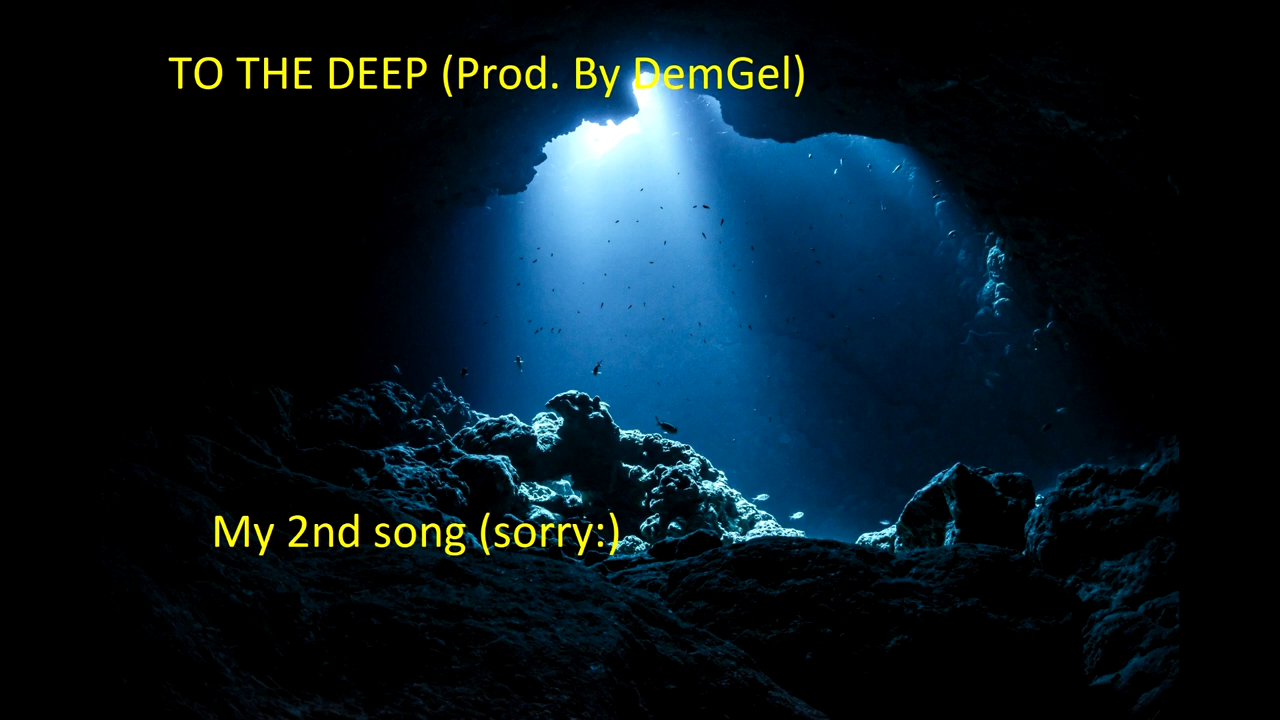 TO THE DEEP (Prod. By DemGel)
My 2nd song (sorry:)